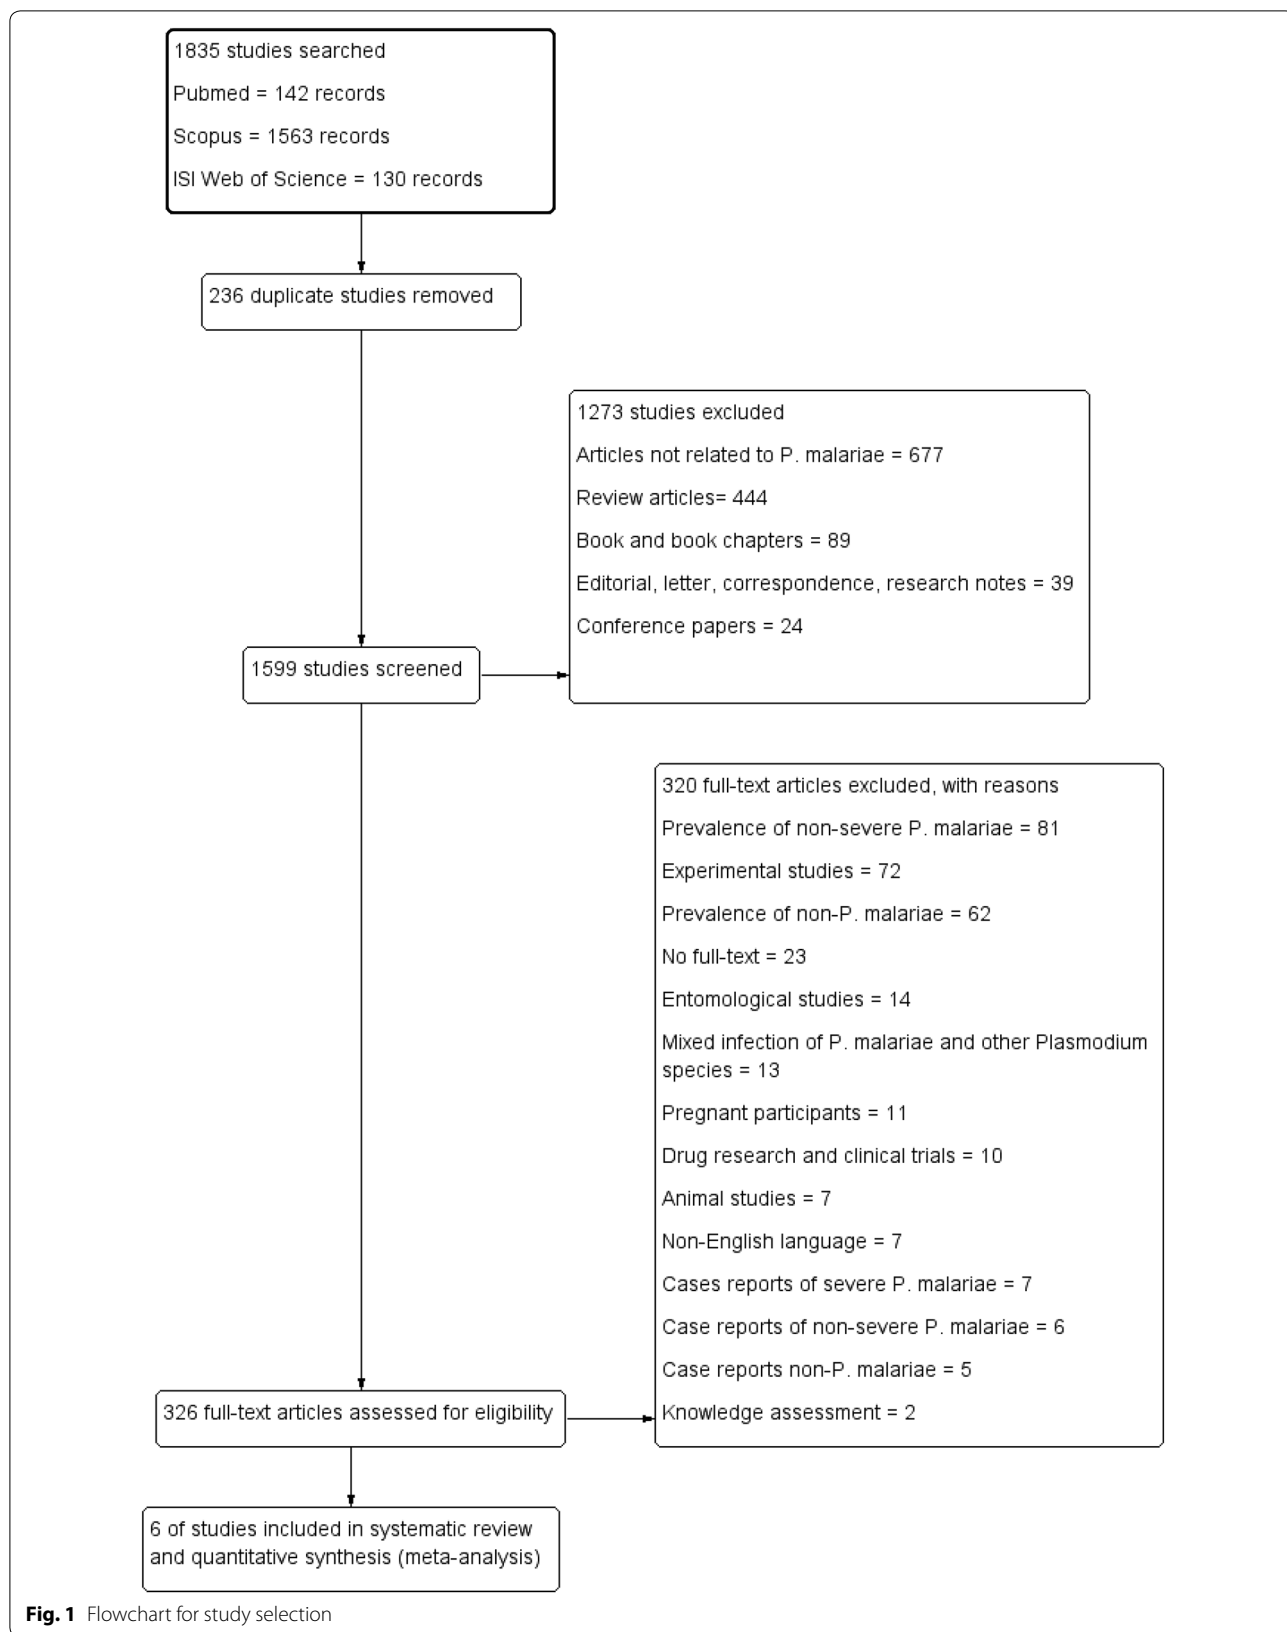 1835 studies searched
Pubmed = 142 records
Scopus = 1563 records
ISI Web of Science = 130 records
236 duplicate studies removed
1273 studies excluded
Articles not related to P. malariae = 677
Review articles= 444
Book and book chapters = 89
Editorial, letter, correspondence, research notes = 39
Conference papers = 24
1599 studies screened
320 full-text articles excluded, with reasons
Prevalence of non-severe P. malariae = 81
Experimental studies = 72
Prevalence of non-P. malariae = 62
No full-text = 23
Entomological studies = 14
Mixed infection of P. malariae and other Plasmodium
species = 13
Pregnant participants = 11
Drug research and clinical trials = 10
Animal studies = 7
Non-English language = 7
Cases reports of severe P. malariae = 7
Case reports of non-severe P. malariae = 6
Case reports non-P. malariae = 5
Knowledge assessment = 2
326 full-text articles assessed for eligibility
6 of studies included in systematic review
and quantitative synthesis (meta-analysis)
Fig. 1 Flowchart for study selection